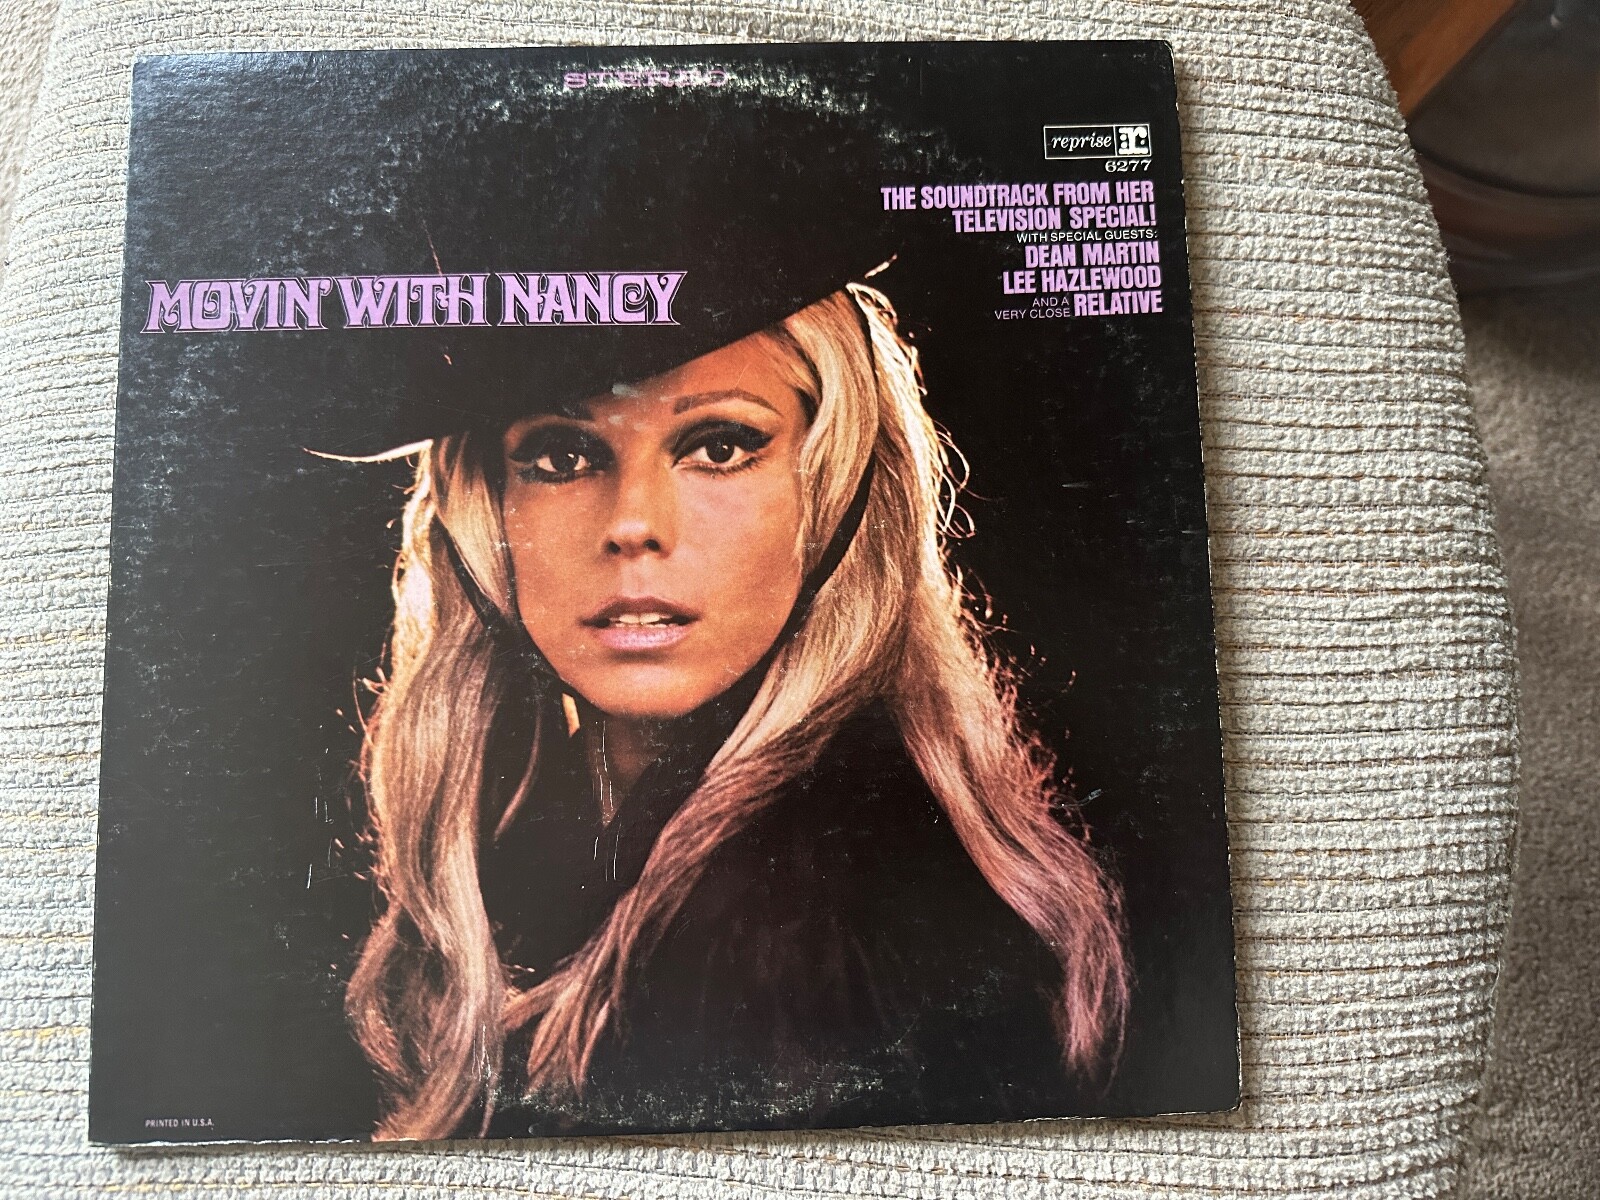 STEREO
reprise r:
6277
THE SOUNDTRACK FROM HER
TELEVISION SPECIAL!
WITH SPECIAL GUESTS:
DEAN MARTIN
LEE HAZLEWOOD
AND A
VERY CLOSE RELATIVE
MOVIN' WITH NANCY
PRINTED IN U.S.A.